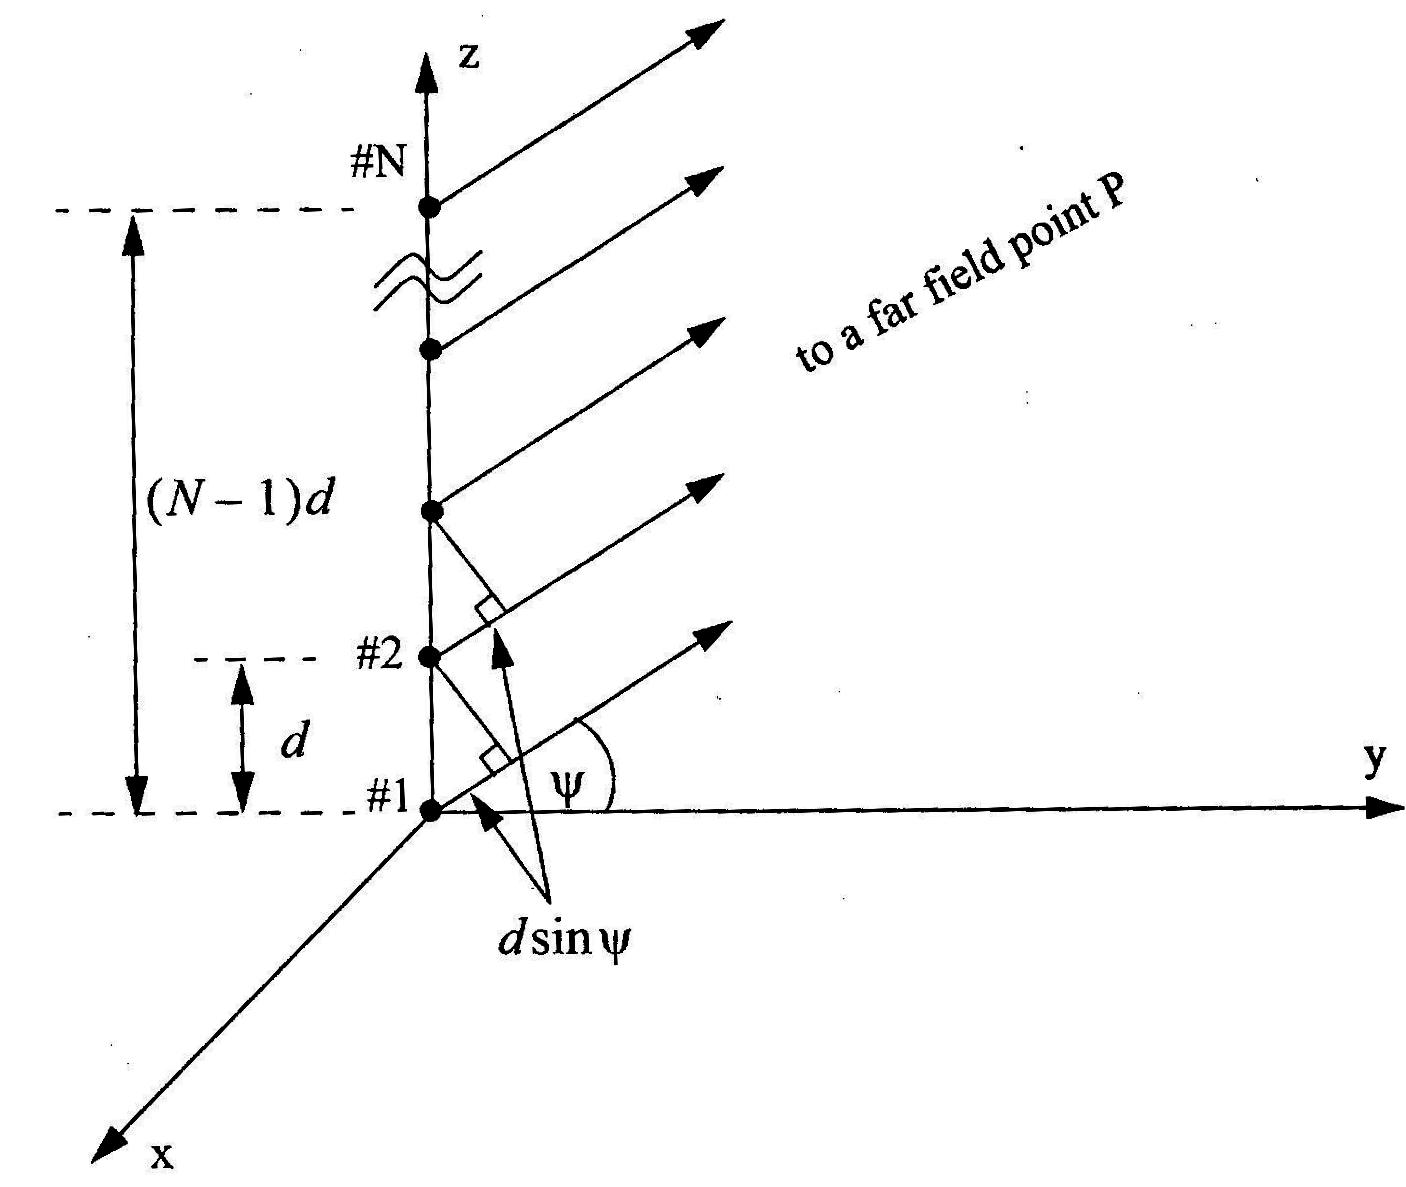 z
#N
to a far field point P
(N – 1)d
#2
d
#1
ψ
y
d sin ψ
x